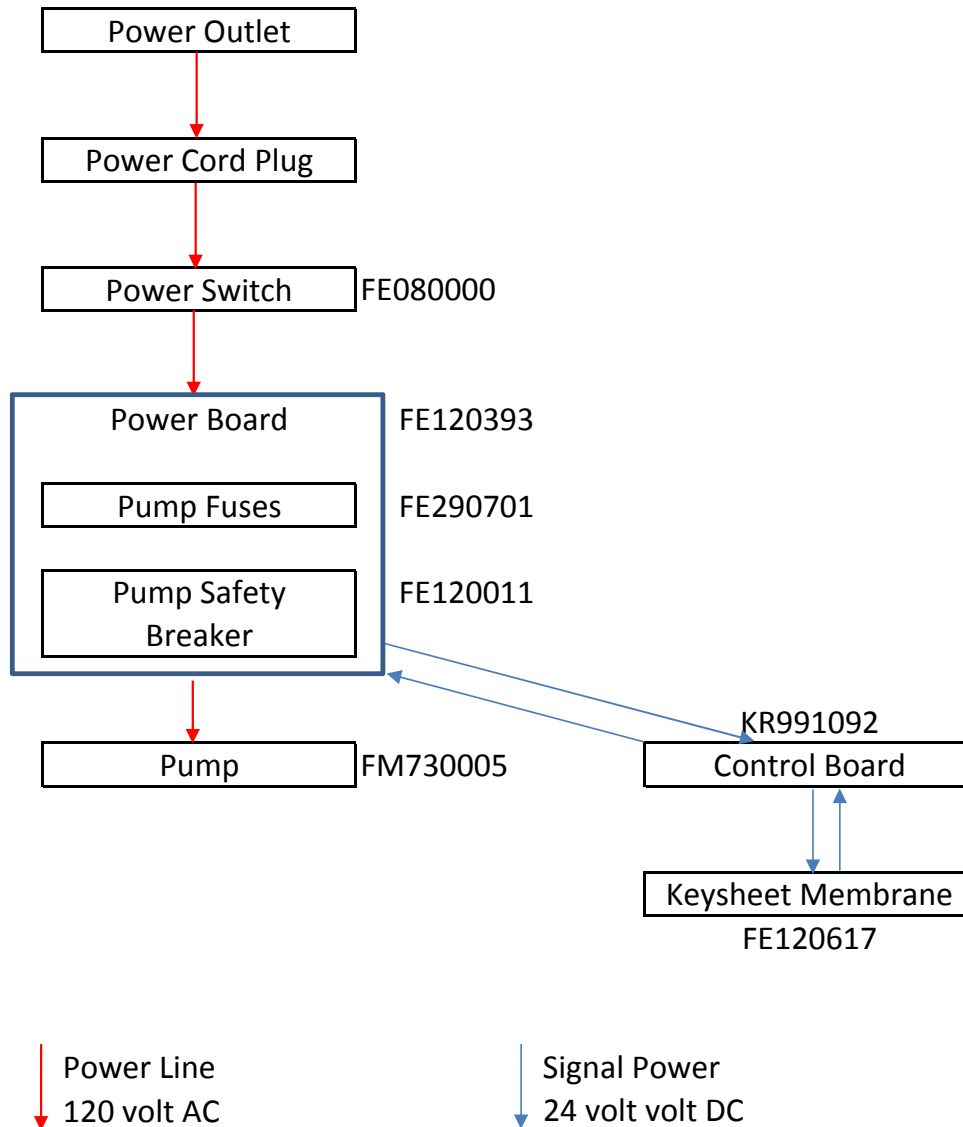 Power Outlet
Power Cord Plug
Power Switch FE080000
Power Board FE120393
Pump Fuses FE290701
Pump Safety FE120011
Breaker
KR991092
Pump FM730005 Control Board
Keysheet Membrane
FE120617
Power Line Signal Power
120 volt AC 24 volt volt DC